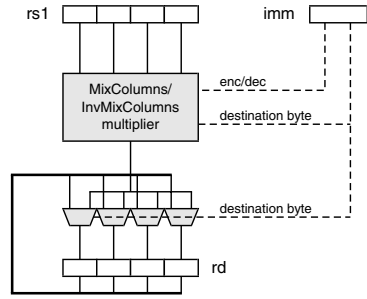 rs1
imm
enc/dec
MixColumns/
InvMixColumns
multiplier
destination byte
destination byte
rd